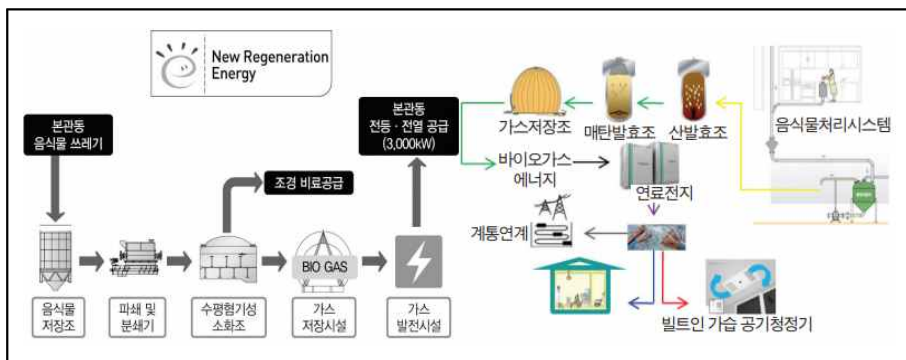 New Regeneration
Energy
본관동
음식물 쓰레기
조경 비료공급
본관동
전등 · 전열 공급
(3,000kW)
음식물
저장조
파쇄 및
분쇄기
수평혐기성
소화조
BIO GAS
가스
저장시설
가스
발전시설
가스저장조
매탄발효조
산발효조
음식물처리시스템
바이오가스
에너지
연료전지
계통연계
빌트인 가습 공기청정기